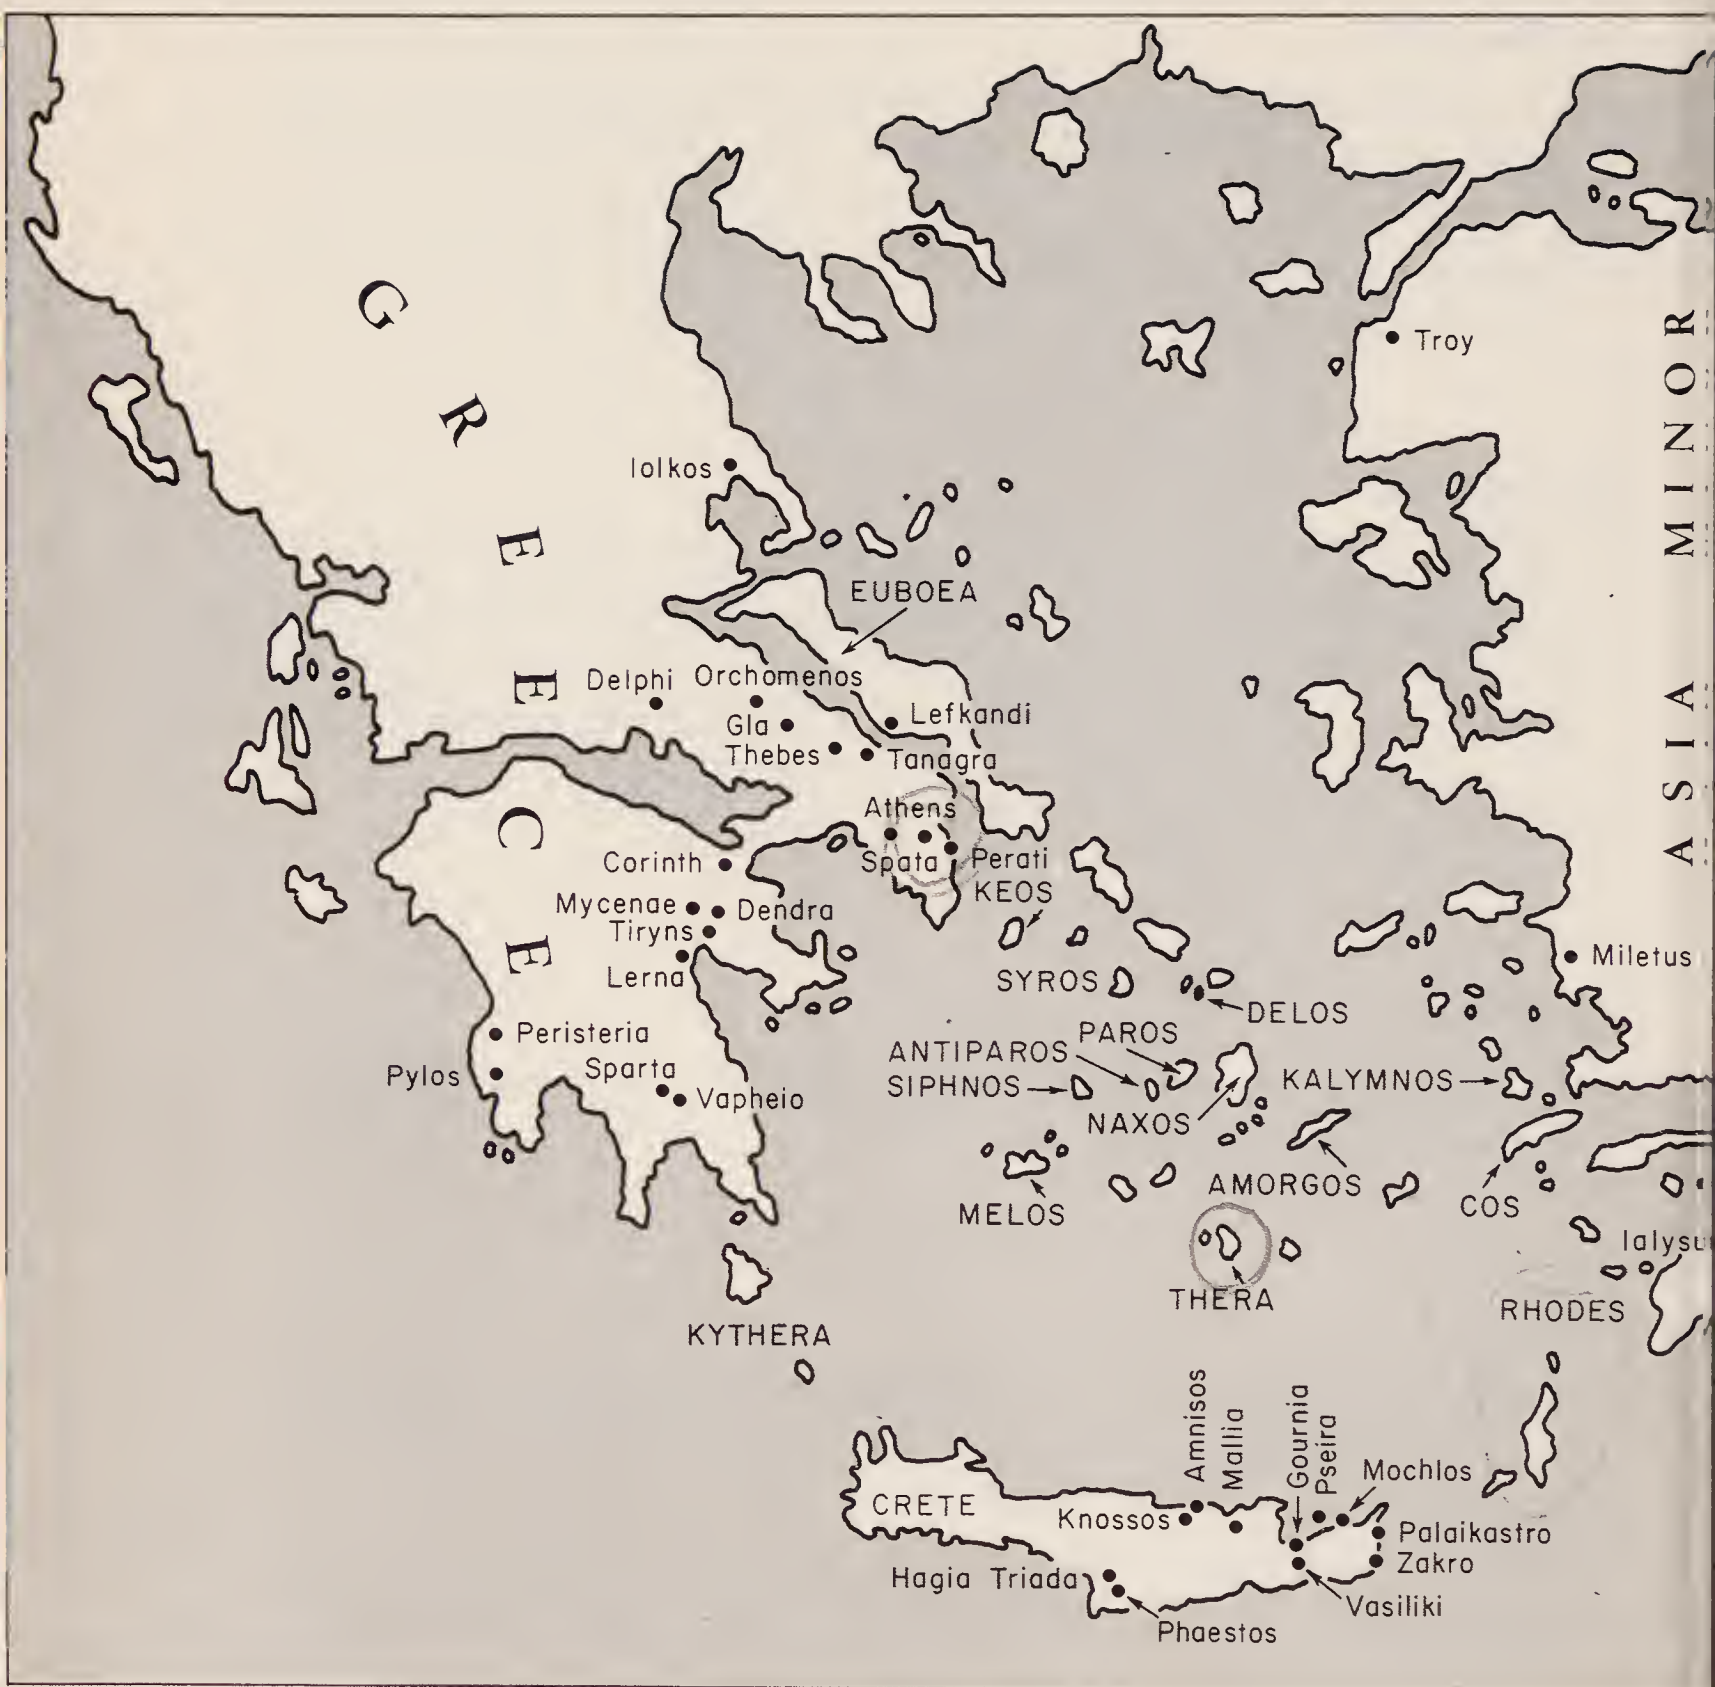 GREECE
ASIA MINOR
Troy
Iolkos
EUBOEA
Delphi
Orchomenos
Gla
Lefkandi
Thebes
Tanagra
Athens
Spata
Perati
Corinth
KEOS
Mycenae
Dendra
Tiryns
Lerna
Miletus
SYROS
DELOS
Peristeria
PAROS
ANTIPAROS
Pylos
Sparta
SIPHNOS
KALYMNOS
Vapheio
NAXOS
AMORGOS
COS
MELOS
Ialysu
THERA
RHODES
KYTHERA
Amnisos
Mallia
Gournia
Pseira
Mochlos
CRETE
Knossos
Palaikastro
Zakro
Hagia Triada
Vasiliki
Phaestos